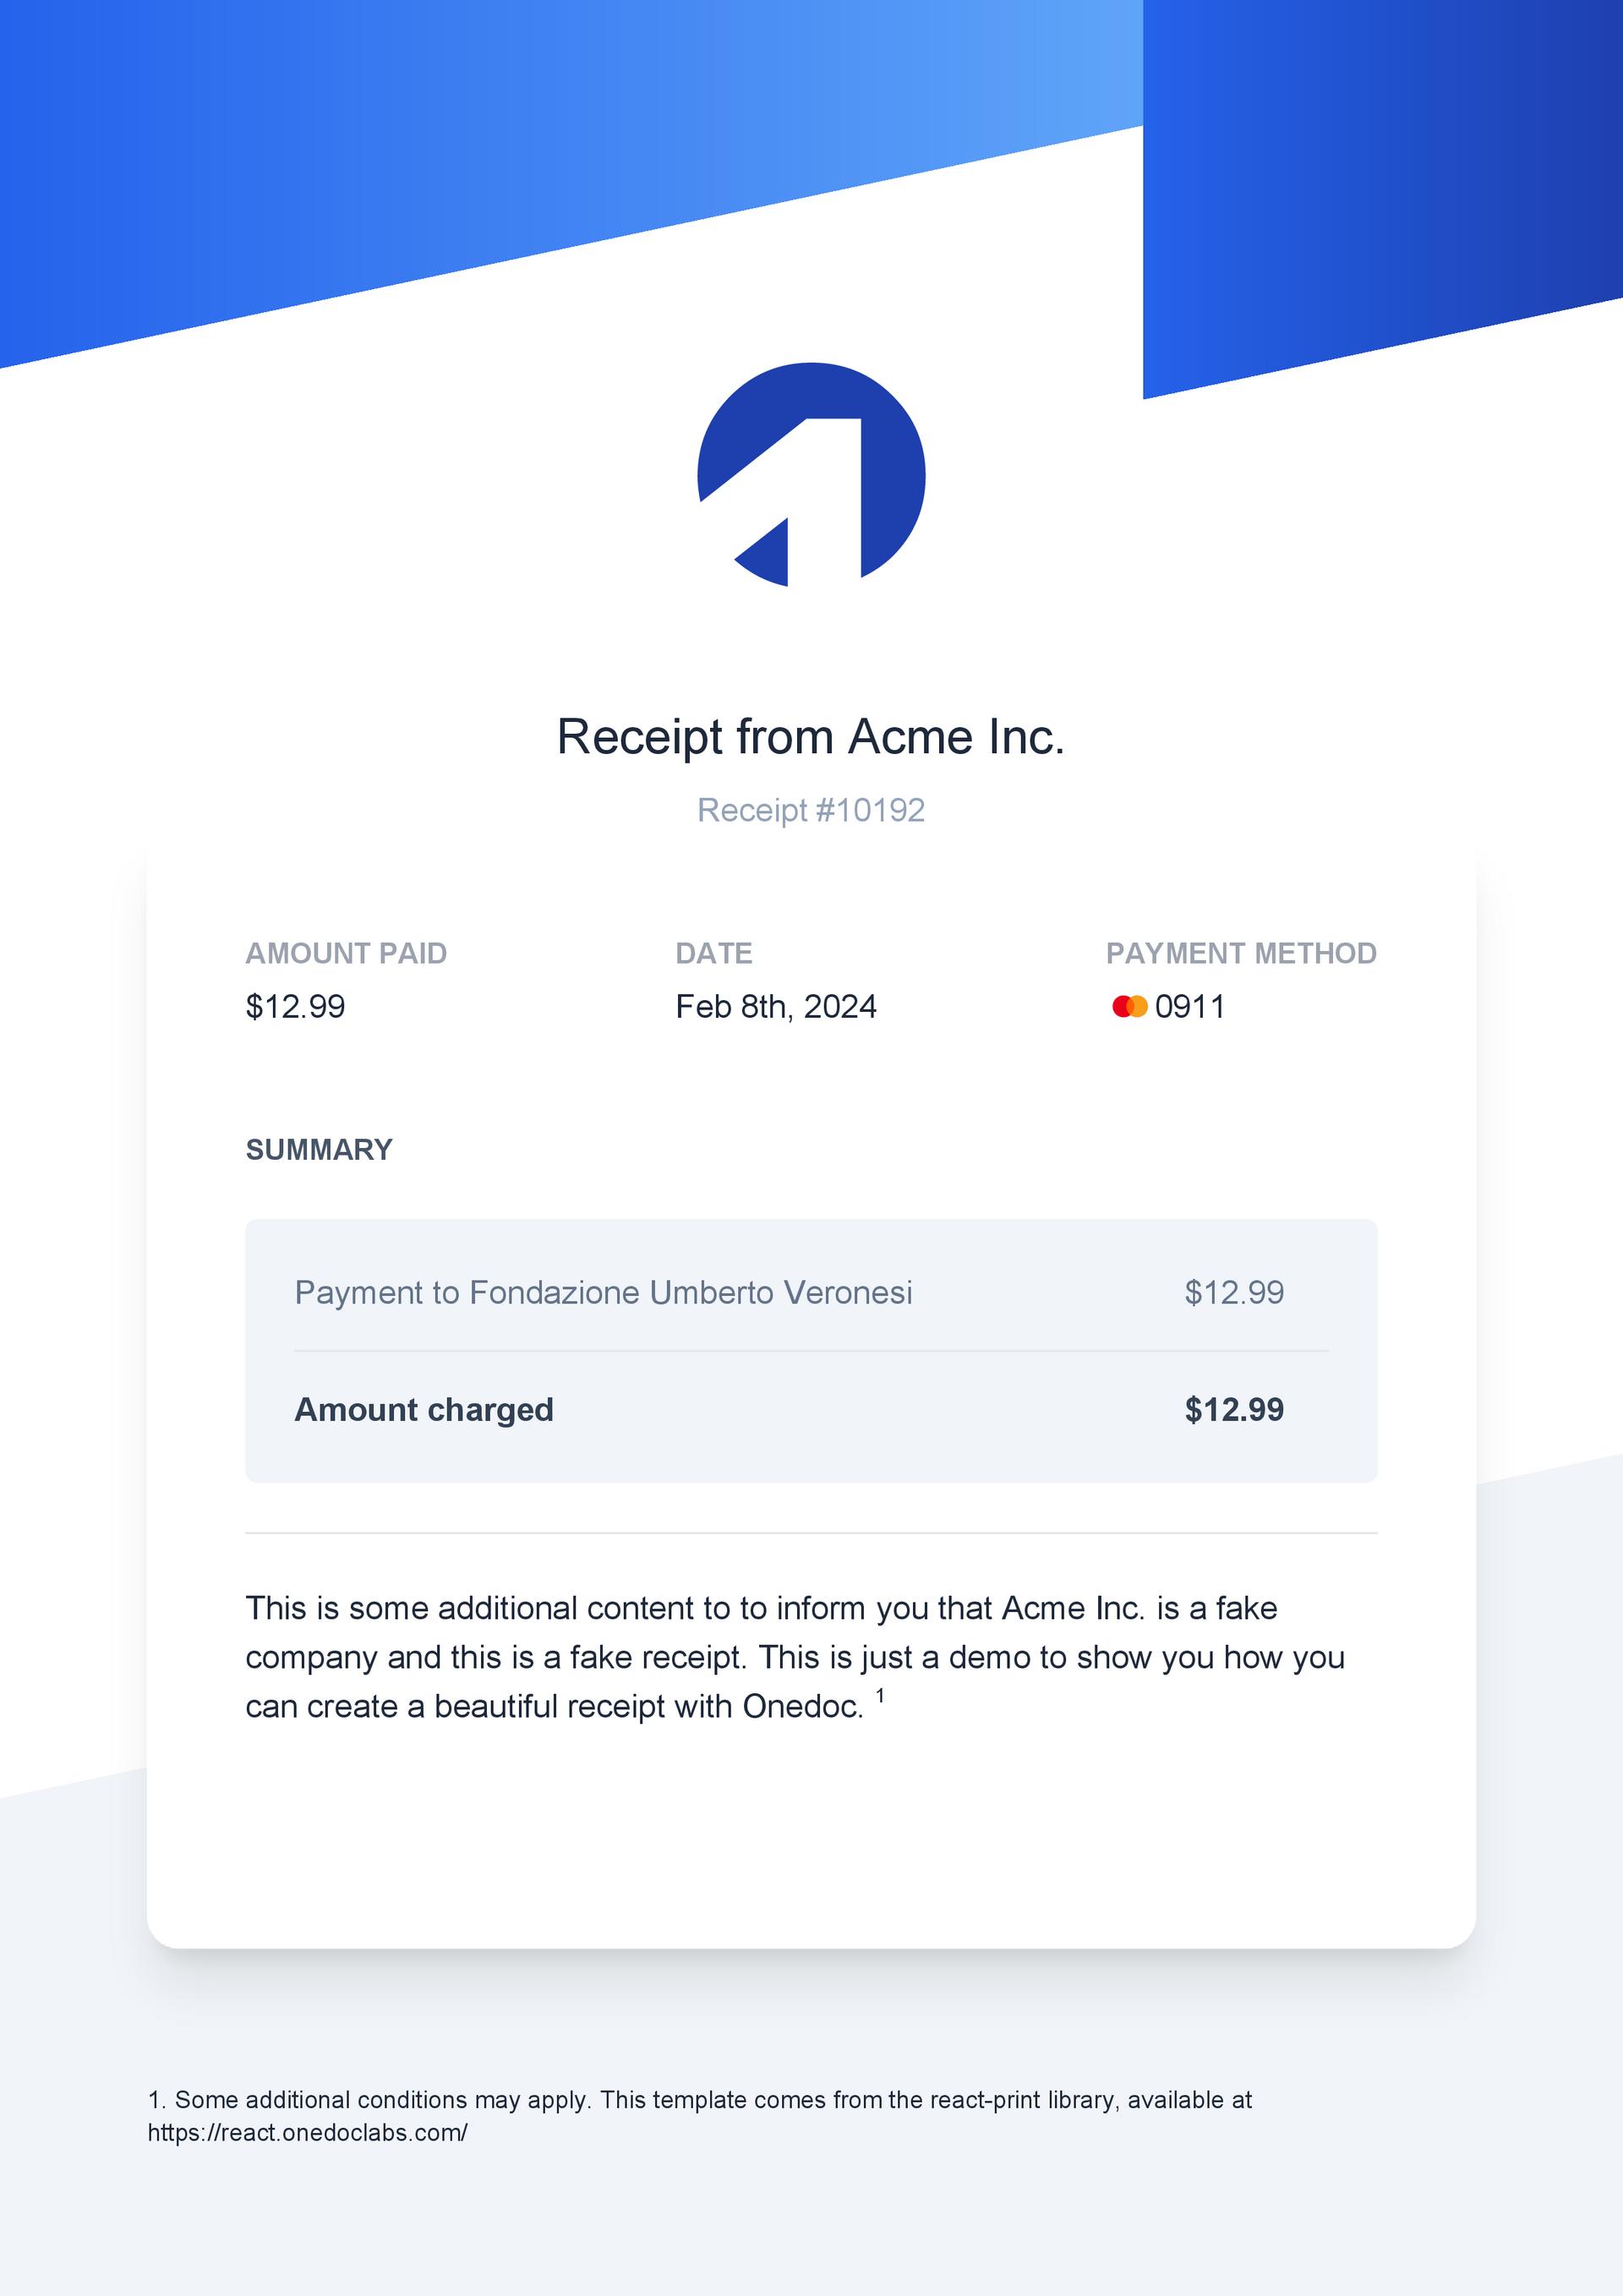 Receipt from Acme Inc.
Receipt #10192
AMOUNT PAID
$12.99
DATE
Feb 8th, 2024
PAYMENT METHOD
0911
SUMMARY
Payment to Fondazione Umberto Veronesi $12.99
Amount charged $12.99
This is some additional content to to inform you that Acme Inc. is a fake
company and this is a fake receipt. This is just a demo to show you how you
can create a beautiful receipt with Onedoc. 1
1. Some additional conditions may apply. This template comes from the react-print library, available at
https://react.onedoclabs.com/